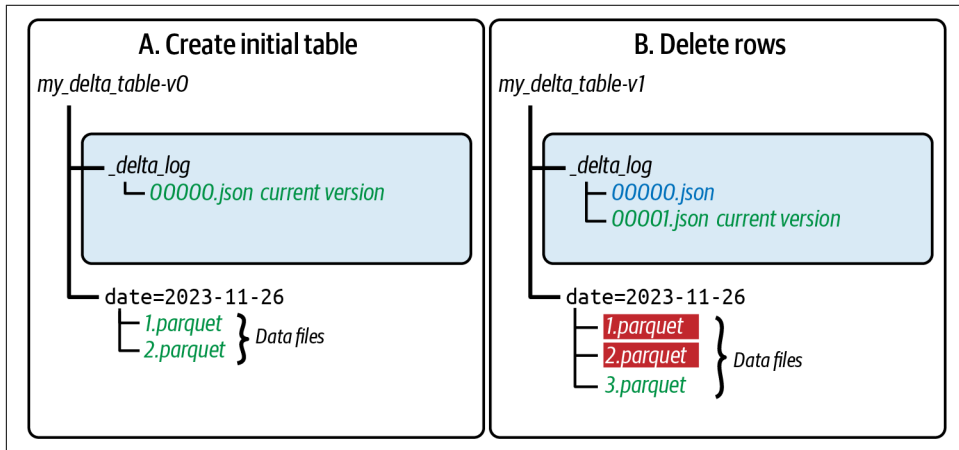 A. Create initial table
my_delta_table-v0
_delta_log
00000.json current version
date=2023-11-26
1.parquet
2.parquet
Data files
B. Delete rows
my_delta_table-v1
_delta_log
00000.json
00001.json current version
date=2023-11-26
1.parquet
2.parquet
3.parquet
Data files